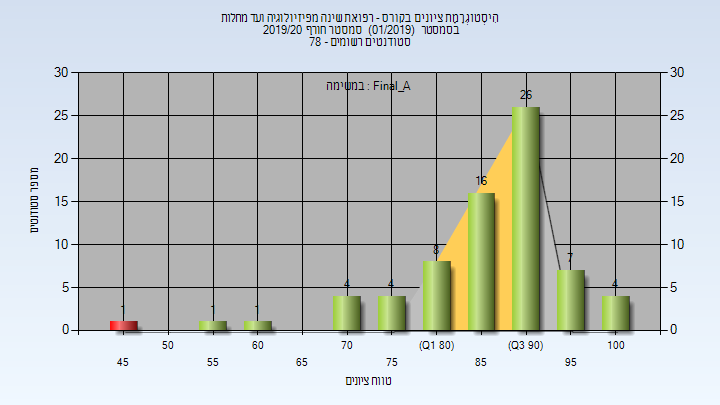 היסטוגרמת ציונים בקורס - רפואת שינה מפיזיולוגיה ועד מחלות
בסמסטר (01/2019) סמסטר חורף 2019/20
סטודנטים רשומים - 78
במשימה : Final_A
מספר סטודנטים
30 30
25 25
20 20
15 15
10 10
5 5
0 0
1 1 1 4 4 8 16 26 7 4
45 50 55 60 65 70 75 (Q1 80) 85 (Q3 90) 95 100
טווח ציונים